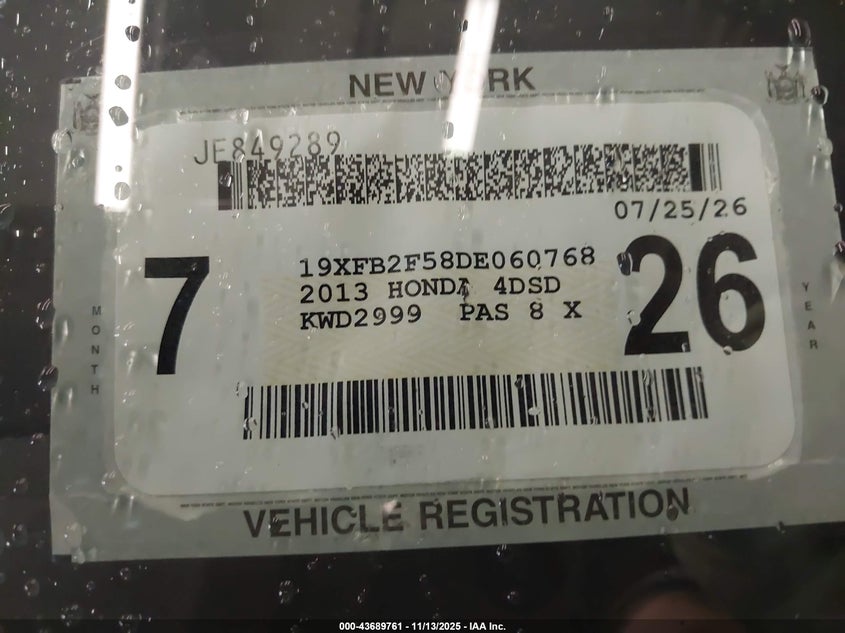 NEW YORK
JE849289
07/25/26
7
26
MONTH
YEAR
19XFB2F58DE060768
2013 HONDA 4DSD
KWD2999 PAS 8 X
VEHICLE REGISTRATION
000-43689761 - 11/13/2025 - IAA Inc.